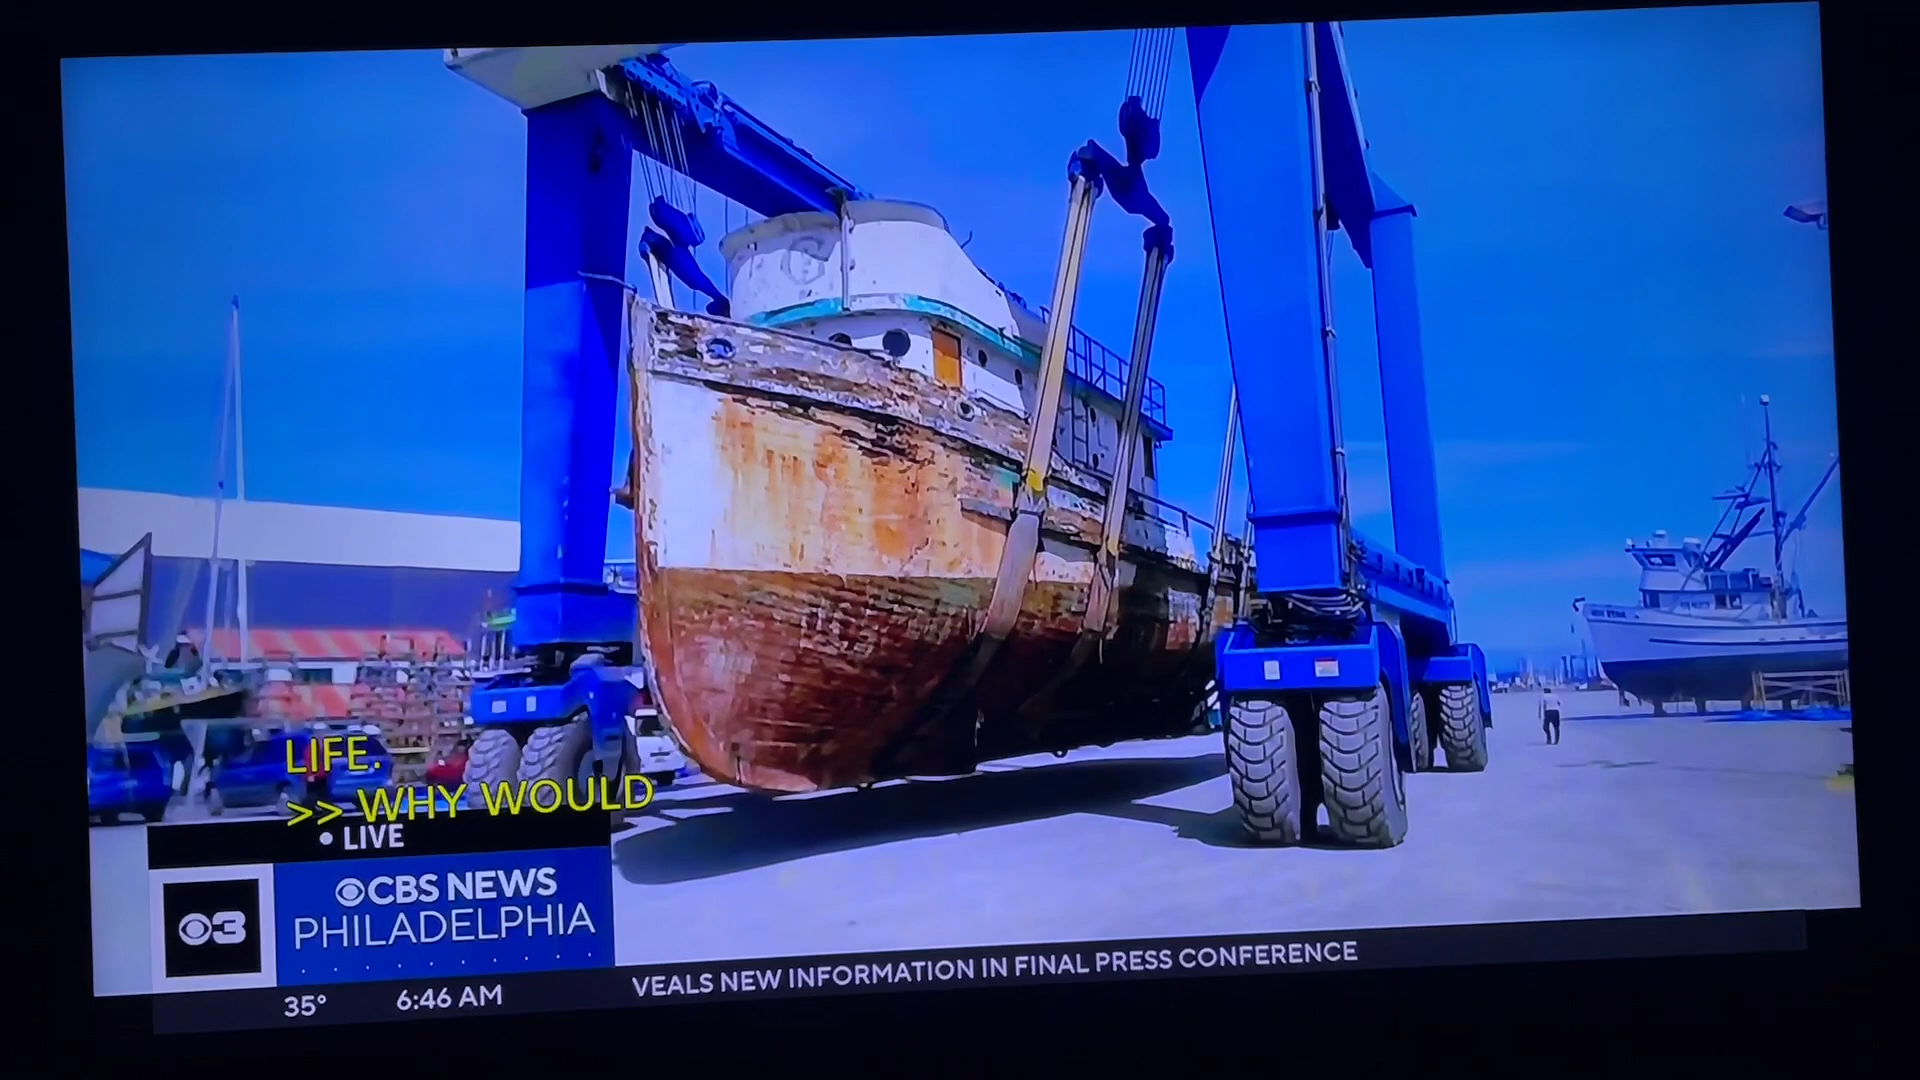 LIFE.
>> WHY WOULD
• LIVE
CBS NEWS
PHILADELPHIA
3
35° 6:46 AM
VEALS NEW INFORMATION IN FINAL PRESS CONFERENCE